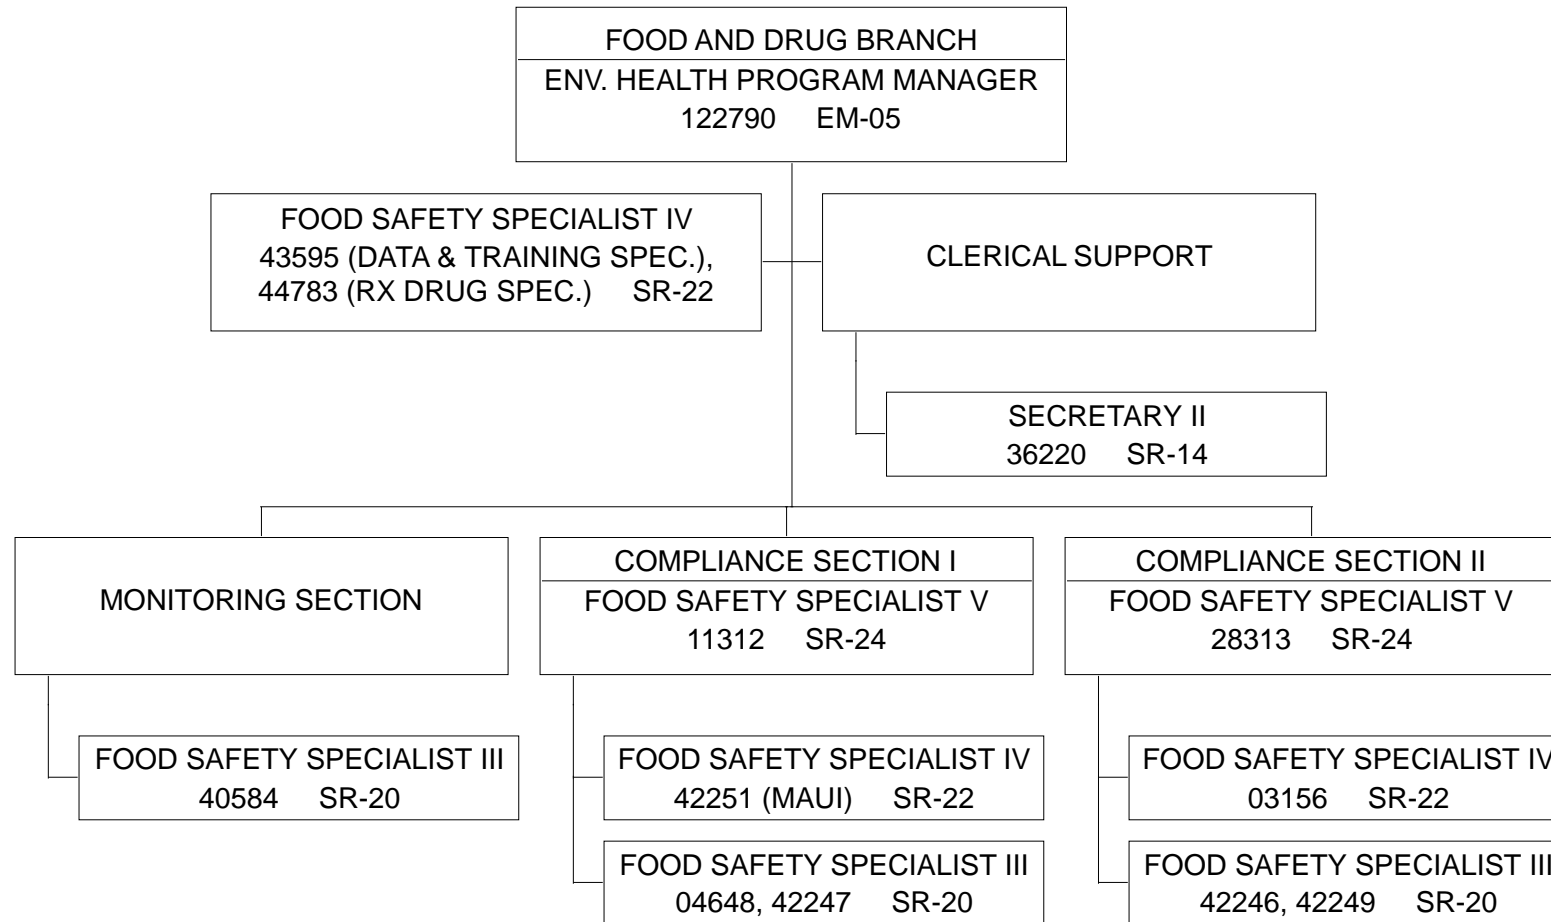 FOOD AND DRUG BRANCH
ENV. HEALTH PROGRAM MANAGER
122790 EM-05
FOOD SAFETY SPECIALIST IV
43595 (DATA & TRAINING SPEC.),
44783 (RX DRUG SPEC.) SR-22
CLERICAL SUPPORT
SECRETARY II
36220 SR-14
MONITORING SECTION
FOOD SAFETY SPECIALIST III
40584 SR-20
COMPLIANCE SECTION I
FOOD SAFETY SPECIALIST V
11312 SR-24
FOOD SAFETY SPECIALIST IV
42251 (MAUI) SR-22
FOOD SAFETY SPECIALIST III
04648, 42247 SR-20
COMPLIANCE SECTION II
FOOD SAFETY SPECIALIST V
28313 SR-24
FOOD SAFETY SPECIALIST IV
03156 SR-22
FOOD SAFETY SPECIALIST III
42246, 42249 SR-20